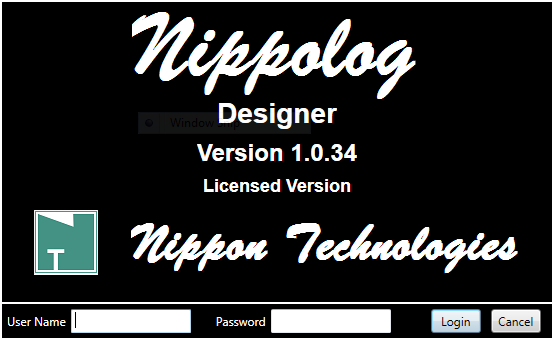 Nippolog
Designer
Version 1.0.34
Licensed Version
T
Nippon Technologies
User Name Password Login Cancel